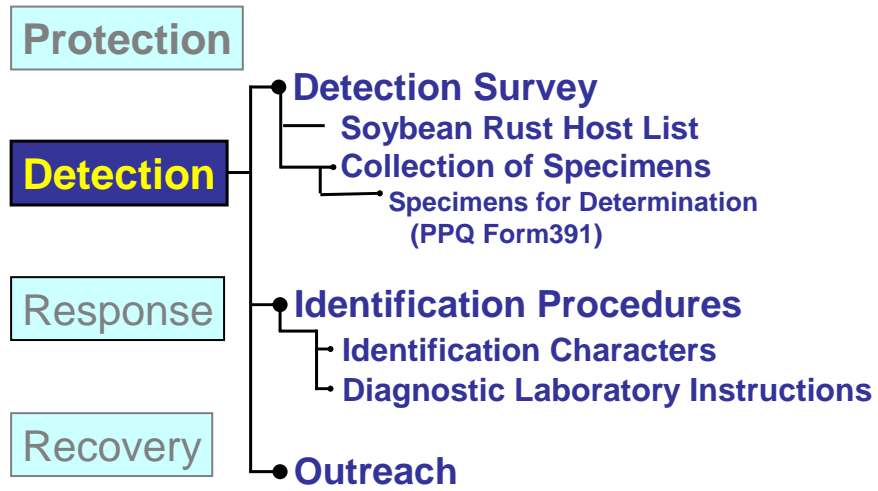 Protection
Detection
Response
Recovery
Detection Survey
Soybean Rust Host List
Collection of Specimens
Specimens for Determination
(PPQ Form391)
Identification Procedures
Identification Characters
Diagnostic Laboratory Instructions
Outreach